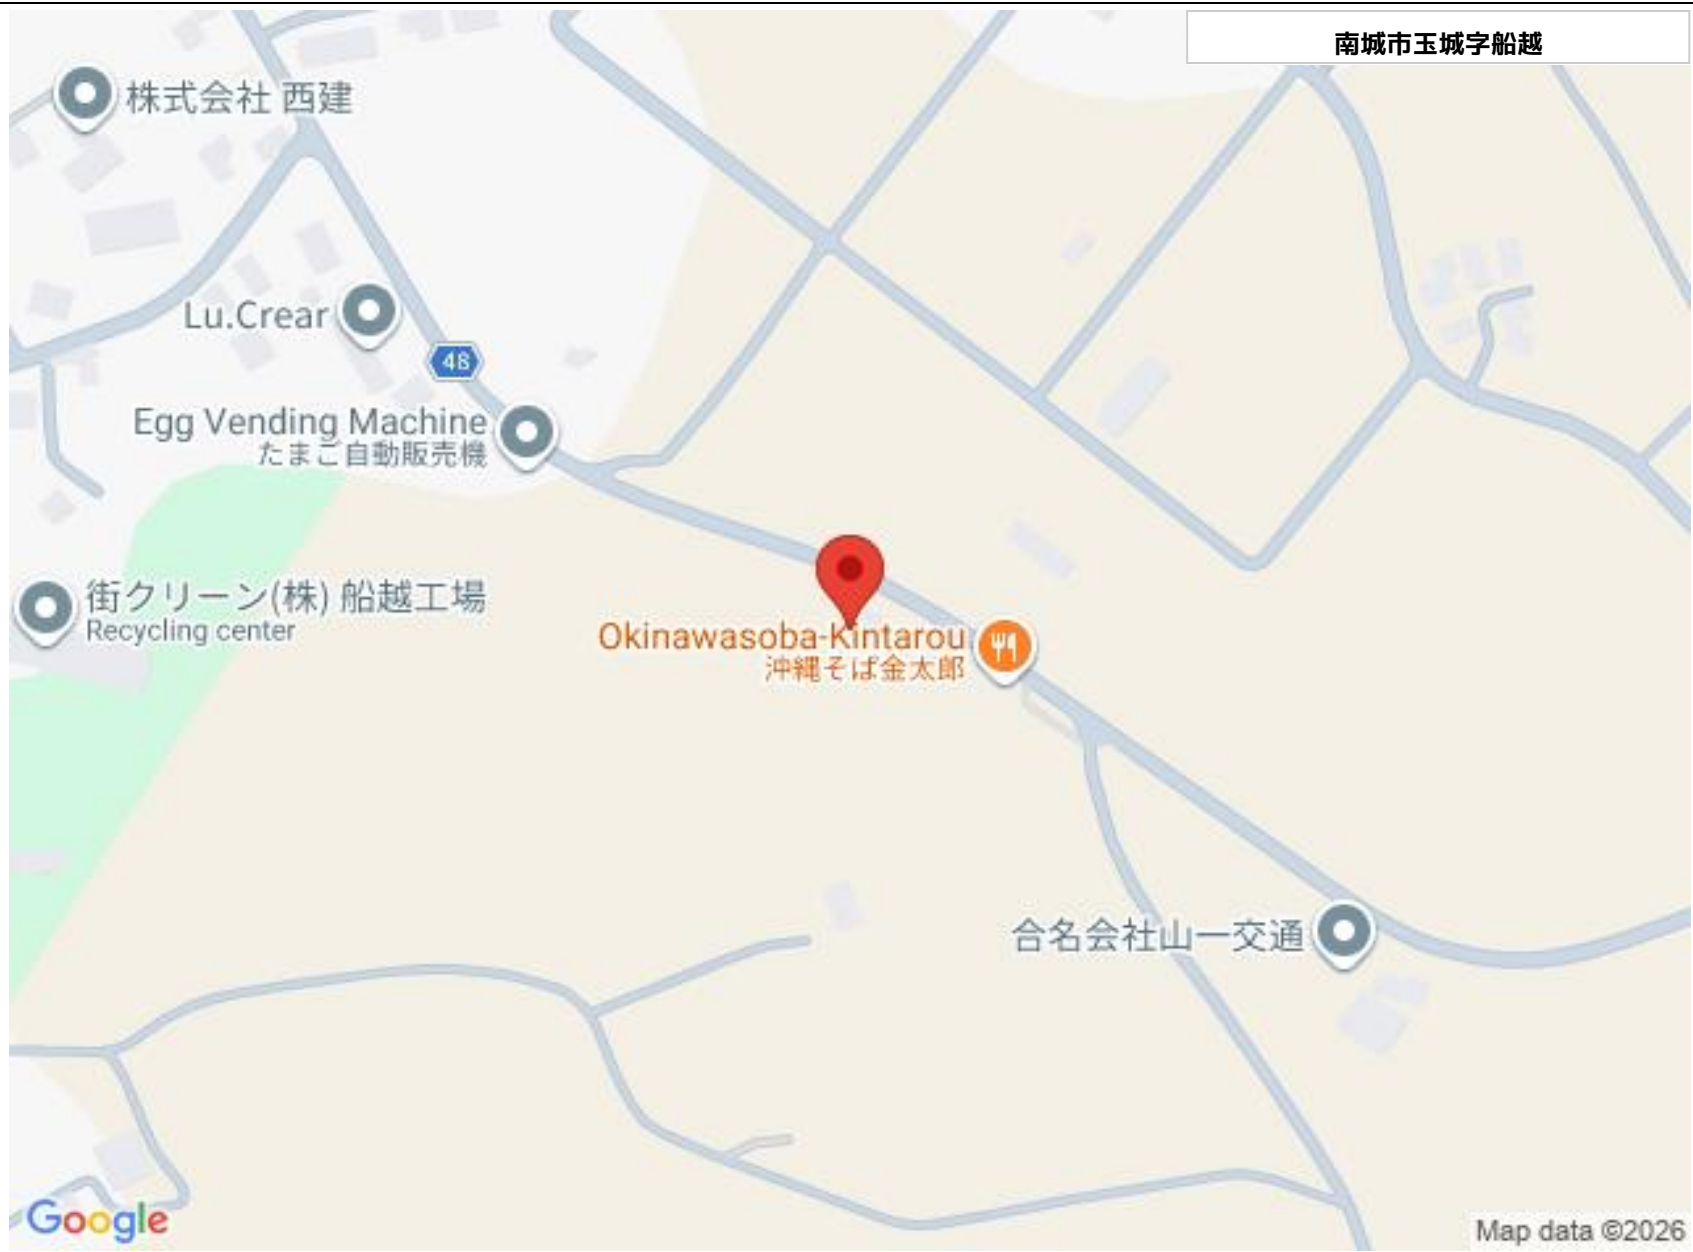 南城市玉城字船越
株式会社 西建
Lu.Crear
48
Egg Vending Machine
たまご自動販売機
街クリーン(株) 船越工場
Recycling center
Okinawasoba-Kintarou
沖縄そば金太郎
合名会社山一交通
Google
Map data ©2026